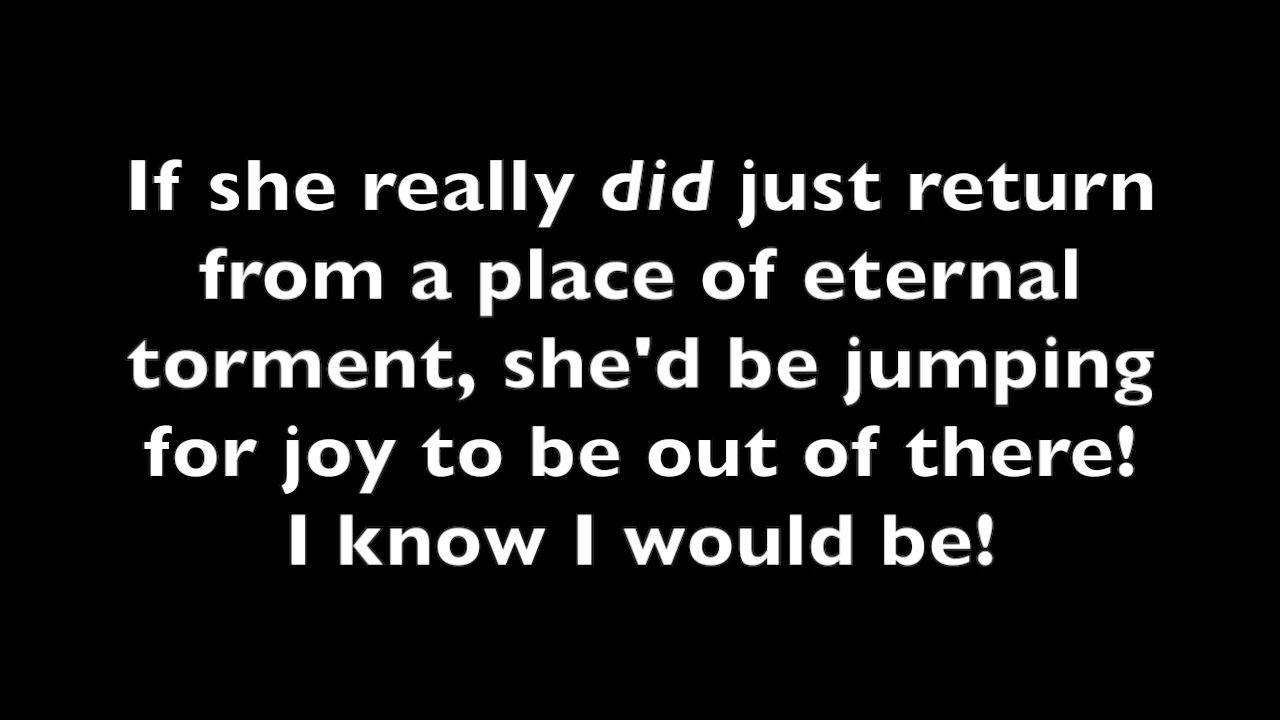 If she really did just return
from a place of eternal
torment, she'd be jumping
for joy to be out of there!
I know I would be!